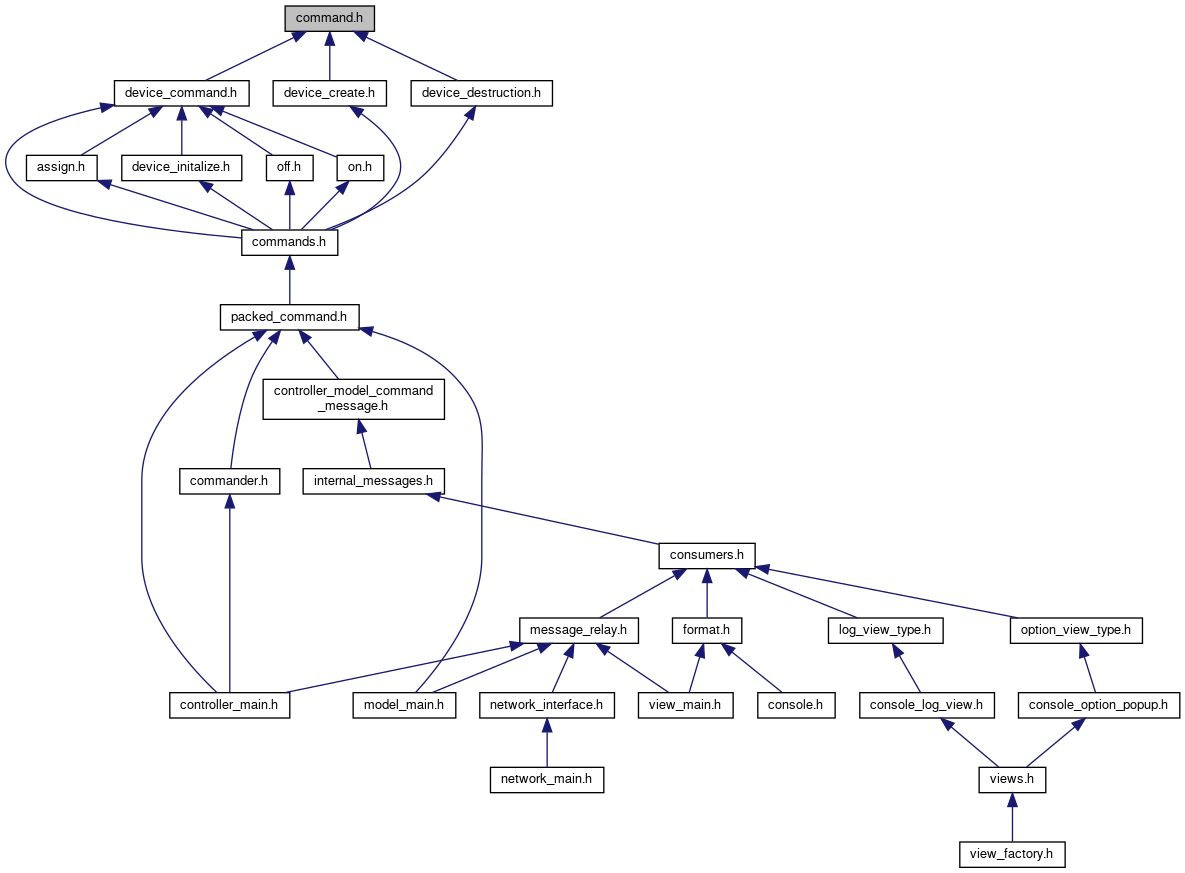 command.h
device_command.h
device_create.h
device_destruction.h
assign.h
device_initalize.h
off.h
on.h
commands.h
packed_command.h
controller_model_command
_message.h
commander.h
internal_messages.h
consumers.h
message_relay.h
format.h
log_view_type.h
option_view_type.h
controller_main.h
model_main.h
network_interface.h
view_main.h
console.h
console_log_view.h
console_option_popup.h
network_main.h
views.h
view_factory.h